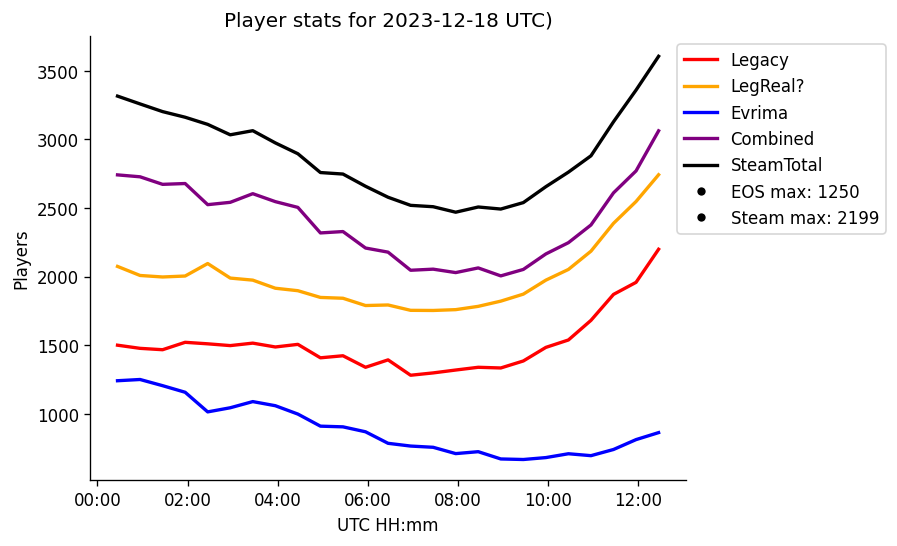 Player stats for 2023-12-18 UTC)
Legacy
LegReal?
Evrima
Combined
SteamTotal
EOS max: 1250
Steam max: 2199
Players
3500
3000
2500
2000
1500
1000
00:00 02:00 04:00 06:00 08:00 10:00 12:00
UTC HH:mm